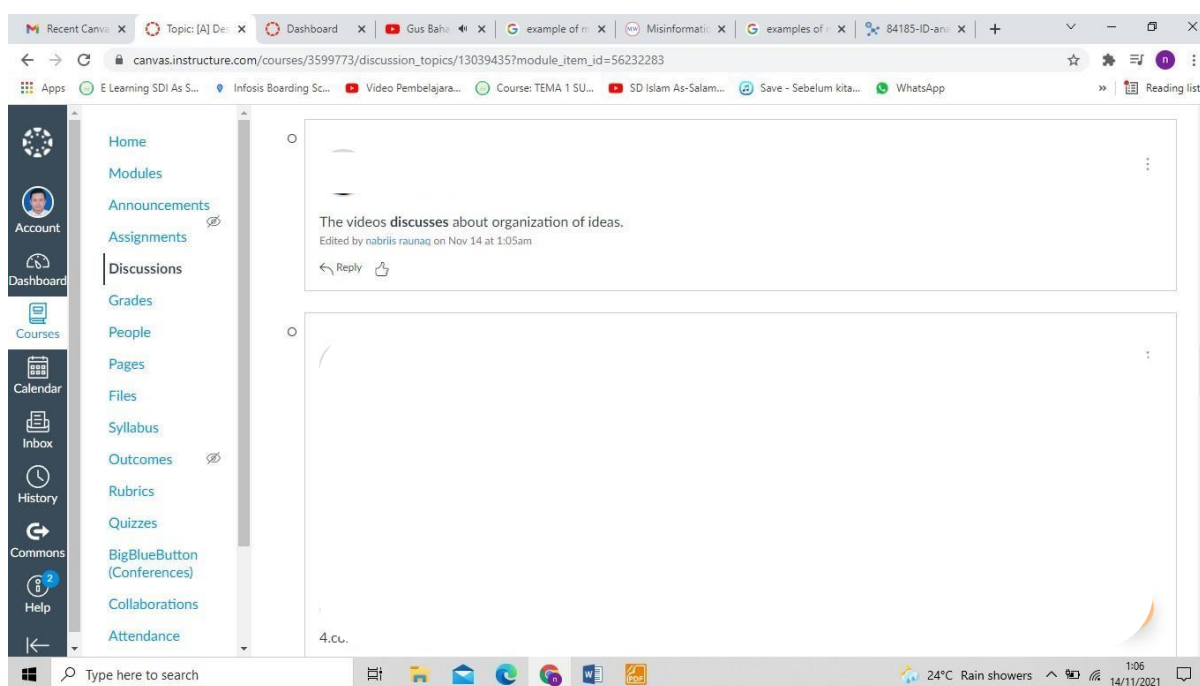 Recent Canva
Topic: [A] Des
Dashboard
Gus Baha
example of m
Misinformatic
examples of
84185-ID-ana
canvas.instructure.com/courses/3599773/discussion_topics/13039435?module_item_id=56232283
n
Apps
E Learning SDI As S...
Infosis Boarding Sc...
Video Pembelajara...
Course: TEMA 1 SU...
SD Islam As-Salam...
Save - Sebelum kita...
WhatsApp
»
Reading list
Account
Dashboard
Courses
Calendar
Inbox
History
Commons
2
Help
Home
Modules
Announcements
Assignments
Discussions
Grades
People
Pages
Files
Syllabus
Outcomes
Rubrics
Quizzes
BigBlueButton
(Conferences)
Collaborations
Attendance
The videos discusses about organization of ideas.
Edited by nabriis raunaq on Nov 14 at 1:05am
Reply
Type here to search
24°C Rain showers
1:06
14/11/2021